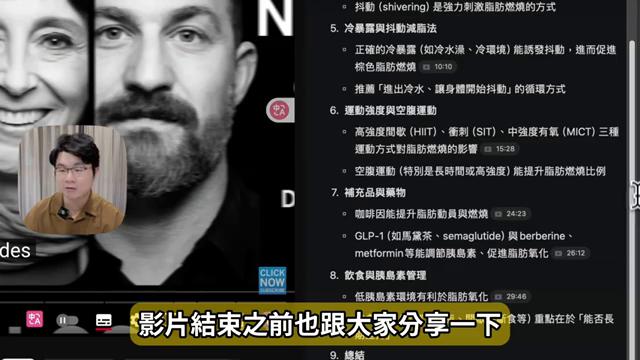 N
抖動 (shivering) 是強力刺激脂肪燃燒的方式
5. 冷暴露與抖動減脂法
正確的冷暴露 (如冷水澡、冷環境) 能誘發抖動，進而促進
棕色脂肪燃燒 10:10
推薦「進出冷水、讓身體開始抖動」的循環方式
6. 運動強度與空腹運動
高強度間歇 (HIIT)、衝刺 (SIT)、中強度有氧 (MICT) 三種
運動方式對脂肪燃燒的影響 15:28
空腹運動 (特別是長時間或高強度) 能提升脂肪燃燒比例
7. 補充品與藥物
咖啡因能提升脂肪動員與燃燒 24:23
GLP-1 (如馬黛茶、semaglutide) 與 berberine、
metformin 等能調節胰島素、促進脂肪氧化 26:12
8. 飲食與胰島素管理
低胰島素環境有利於脂肪氧化 29:46
斷食等) 重點在於「能否長
9. 總結
D
des
CLICK
NOW
SUBSCRIBE
影片結束之前也跟大家分享一下